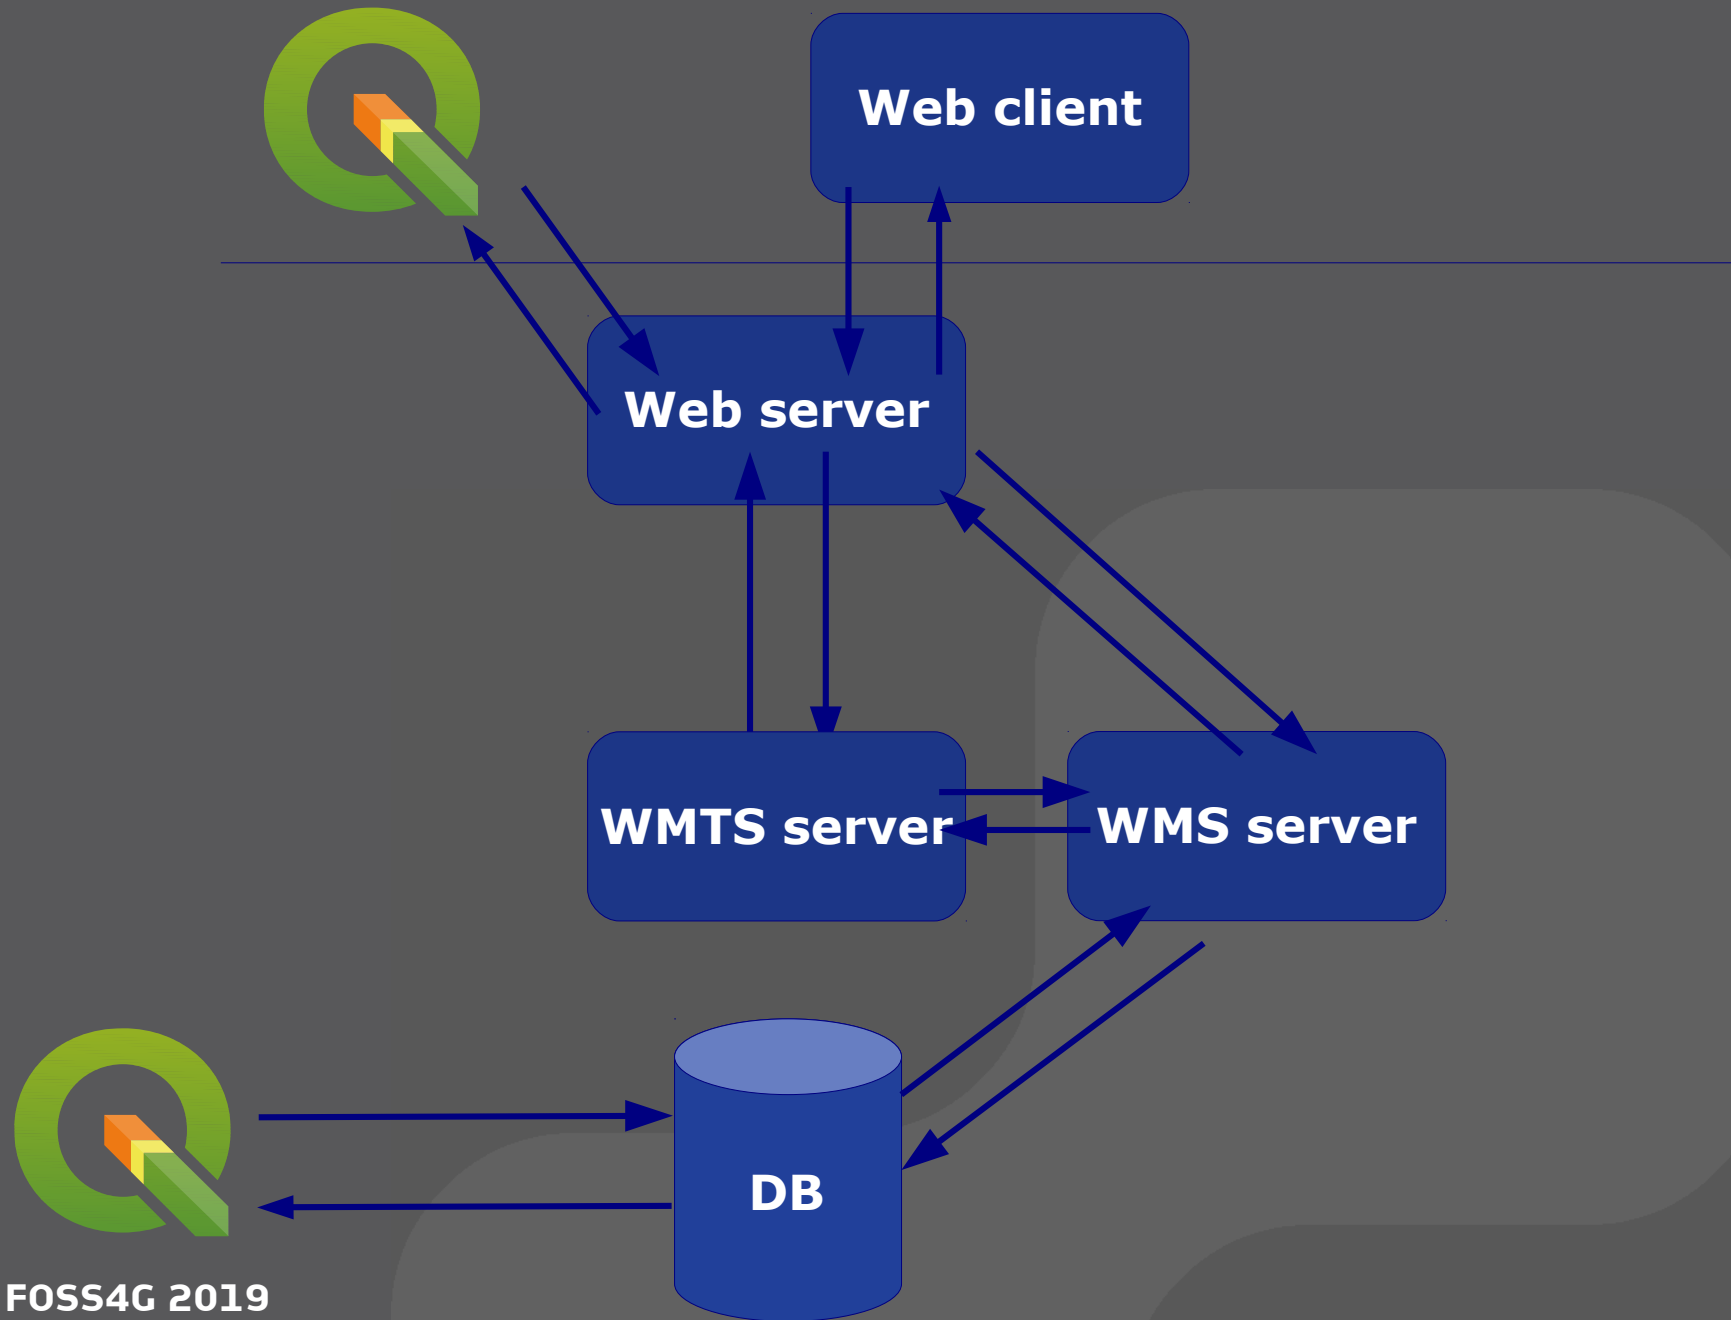 Web client
Web server
WMTS server
WMS server
DB
FOSS4G 2019